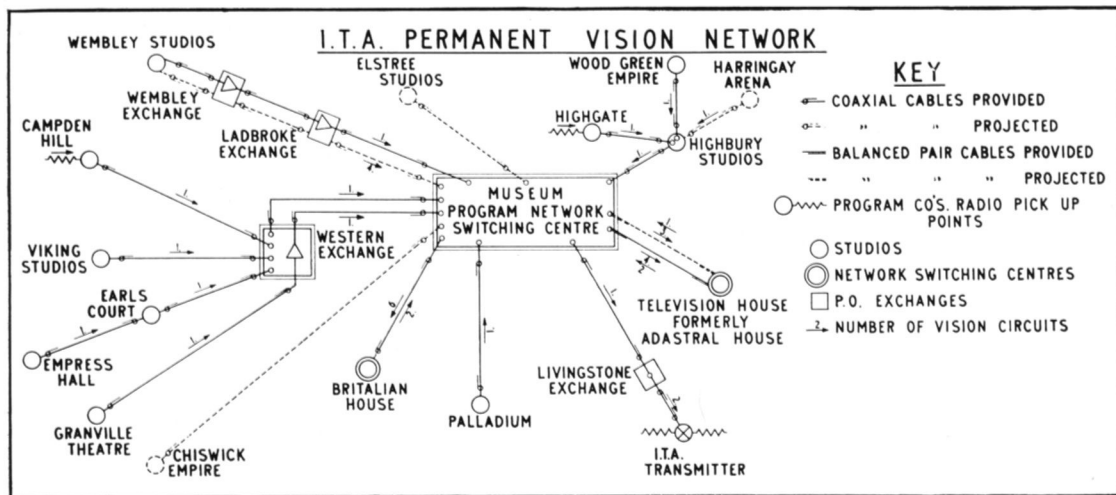 I.T.A. PERMANENT VISION NETWORK
WEMBLEY STUDIOS
ELSTREE
STUDIOS
WOOD GREEN
EMPIRE
HARRINGAY
ARENA
WEMBLEY
EXCHANGE
LADBROKE
EXCHANGE
HIGHGATE
HIGHBURY
STUDIOS
CAMPDEN
HILL
MUSEUM
PROGRAM NETWORK
SWITCHING CENTRE
WESTERN
EXCHANGE
VIKING
STUDIOS
EARLS
COURT
EMPRESS
HALL
GRANVILLE
THEATRE
CHISWICK
EMPIRE
BRITALIAN
HOUSE
PALLADIUM
LIVINGSTONE
EXCHANGE
I.T.A.
TRANSMITTER
TELEVISION HOUSE
FORMERLY
ADASTRAL HOUSE
KEY
COAXIAL CABLES PROVIDED
" " PROJECTED
BALANCED PAIR CABLES PROVIDED
" " " PROJECTED
PROGRAM CO'S. RADIO PICK UP
POINTS
STUDIOS
NETWORK SWITCHING CENTRES
P.O. EXCHANGES
2 NUMBER OF VISION CIRCUITS